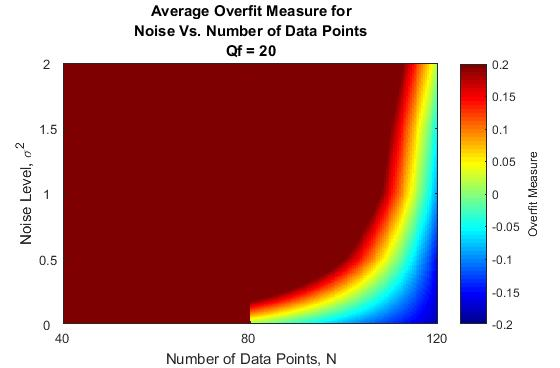 Average Overfit Measure for
Noise Vs. Number of Data Points
Qf = 20
2
1.5
1
0.5
0
Noise Level, σ²
40
80
120
Number of Data Points, N
0.2
0.15
0.1
0.05
0
-0.05
-0.1
-0.15
-0.2
Overfit Measure